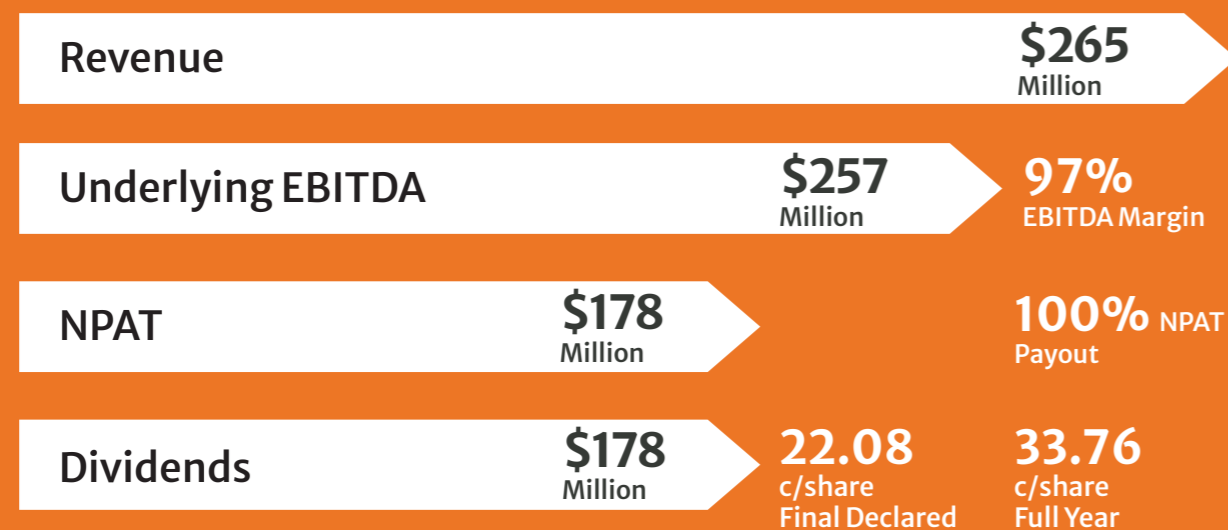 Revenue
$265
Million
Underlying EBITDA
$257
Million
97%
EBITDA Margin
NPAT
$178
Million
100% NPAT
Payout
Dividends
$178
Million
22.08
c/share
Final Declared
33.76
c/share
Full Year